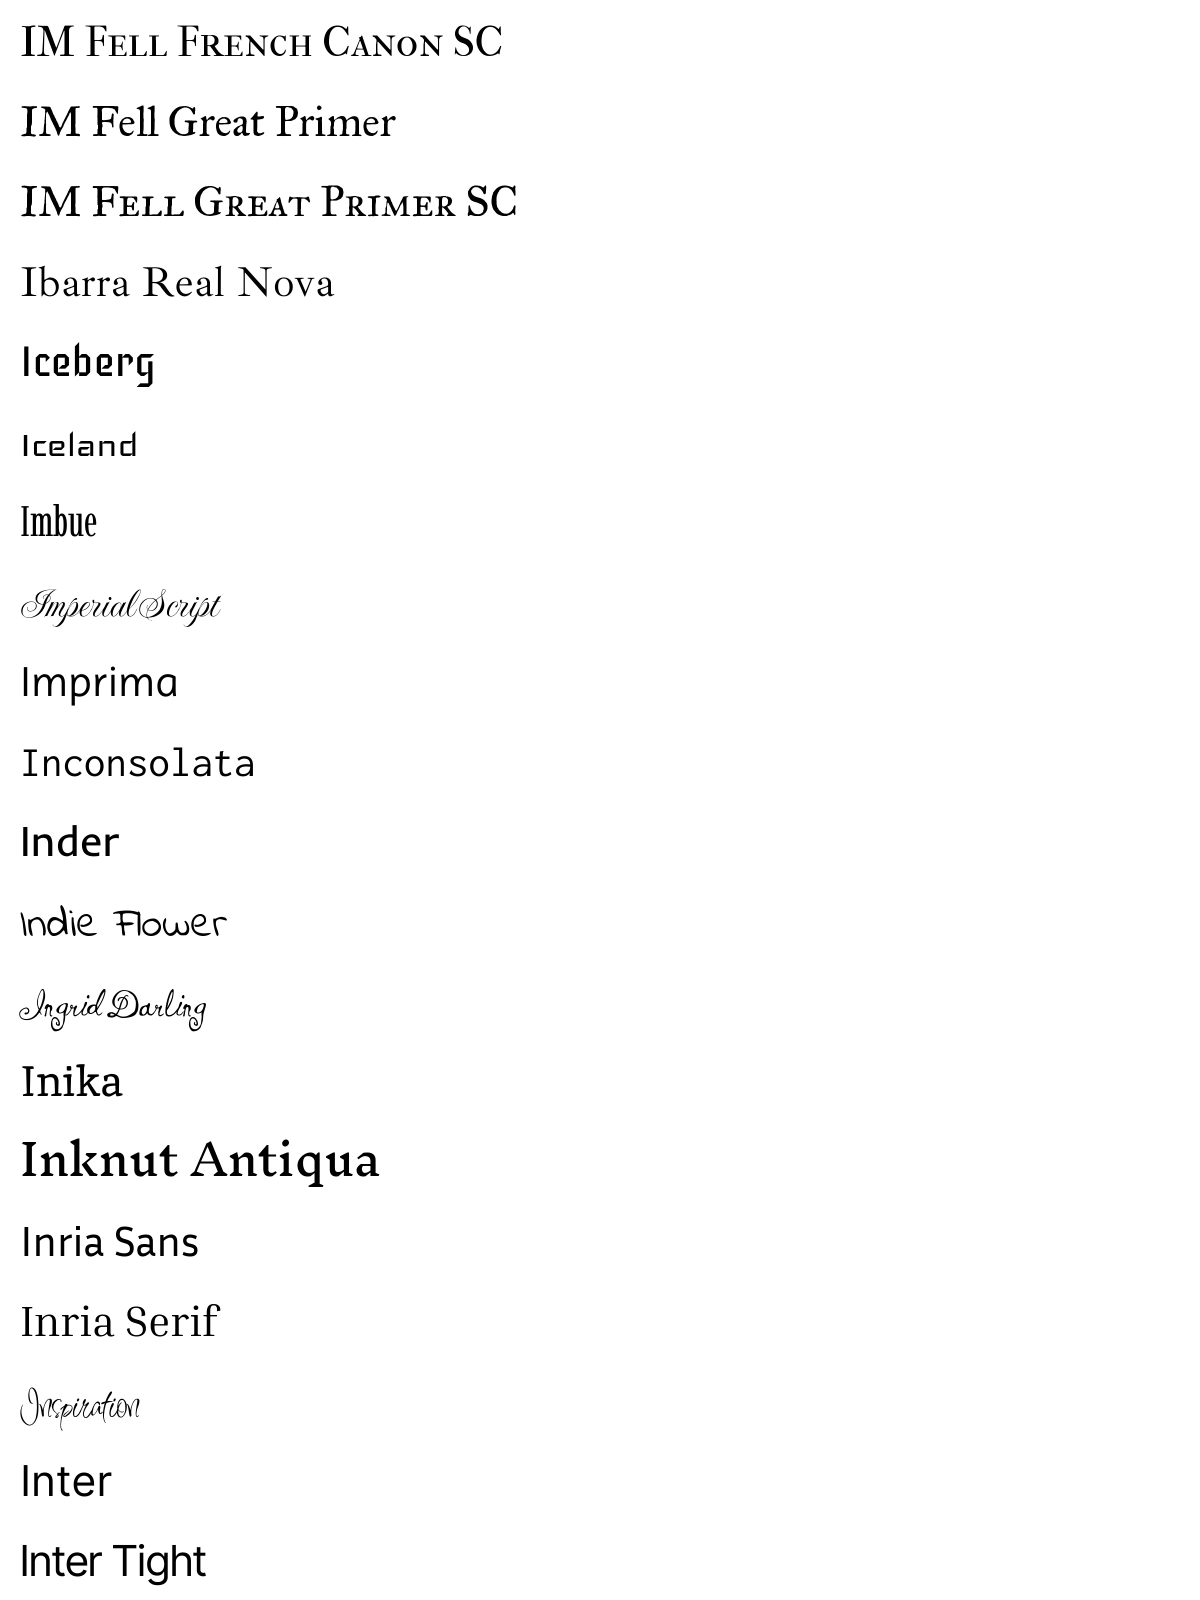 IM Fell French Canon SC
IM Fell Great Primer
IM Fell Great Primer SC
Ibarra Real Nova
Iceberg
Iceland
Imbue
Imperial Script
Imprima
Inconsolata
Inder
Indie Flower
Ingrid Darling
Inika
Inknut Antiqua
Inria Sans
Inria Serif
Inspiration
Inter
Inter Tight